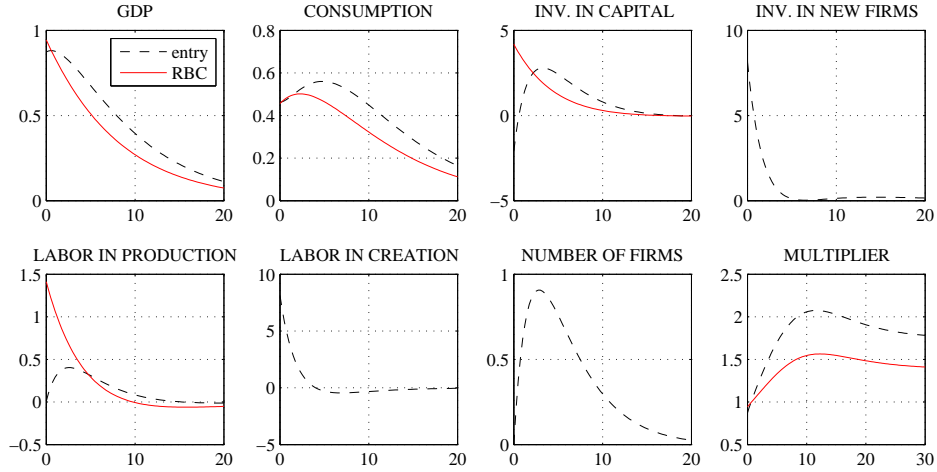 GDP
1
0.5
0
0 10 20
entry
RBC
CONSUMPTION
0.8
0.6
0.4
0.2
0
0 10 20
INV. IN CAPITAL
5
0
−5
0 10 20
INV. IN NEW FIRMS
10
5
0
0 10 20
LABOR IN PRODUCTION
1.5
1
0.5
0
−0.5
0 10 20
LABOR IN CREATION
10
5
0
−5
0 10 20
NUMBER OF FIRMS
1
0.5
0
0 10 20
MULTIPLIER
2.5
2
1.5
1
0.5
0 10 20 30